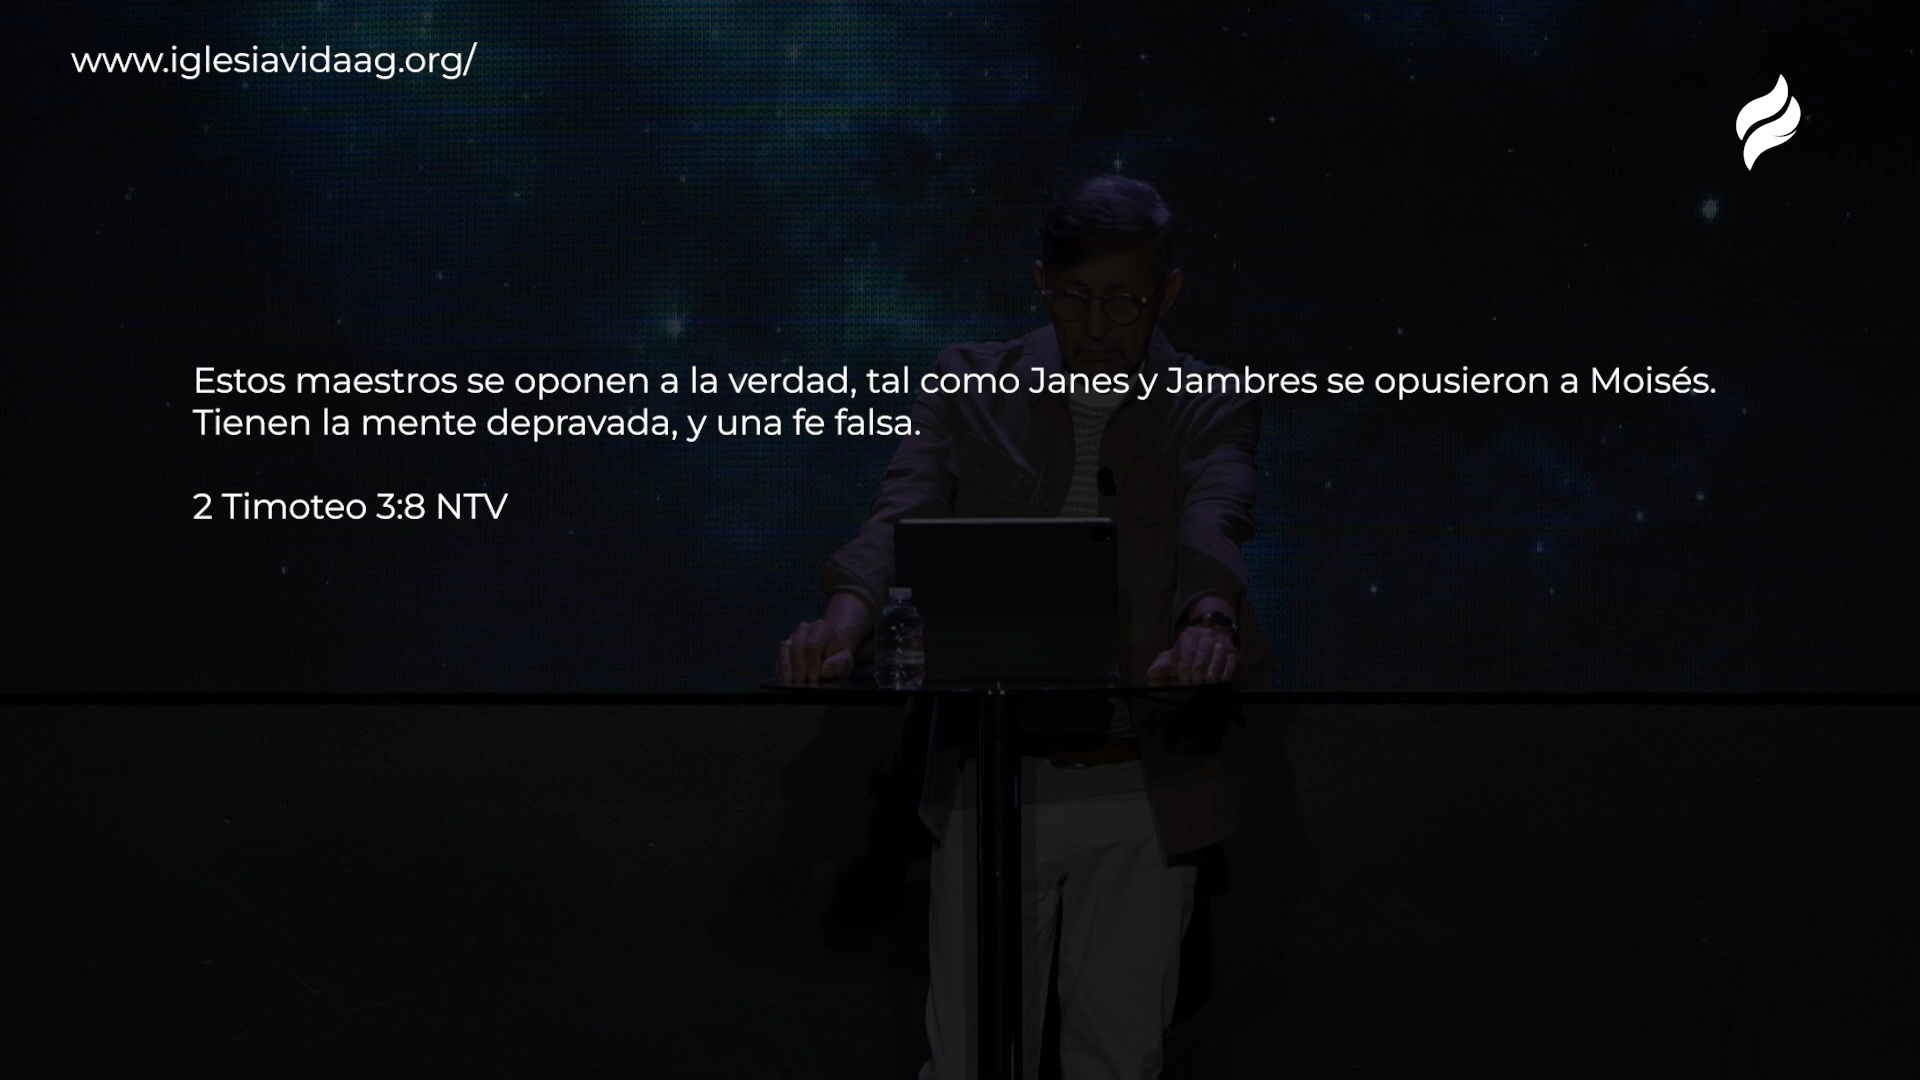 www.iglesiavidaag.org/
Estos maestros se oponen a la verdad, tal como Janes y Jambres se opusieron a Moisés.
Tienen la mente depravada, y una fe falsa.
2 Timoteo 3:8 NTV